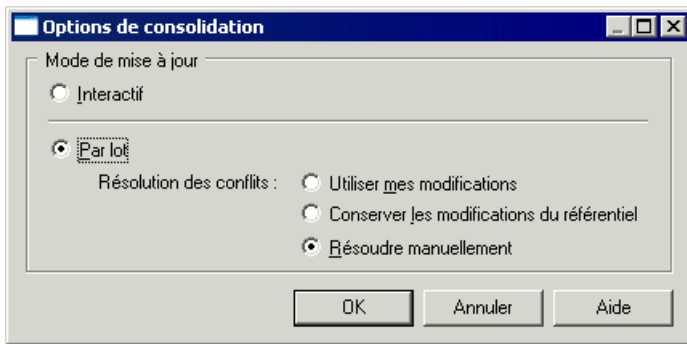 Options de consolidation
Mode de mise à jour
Interactif
Par lot
Résolution des conflits :
Utiliser mes modifications
Conserver les modifications du référentiel
Résoudre manuellement
OK
Annuler
Aide